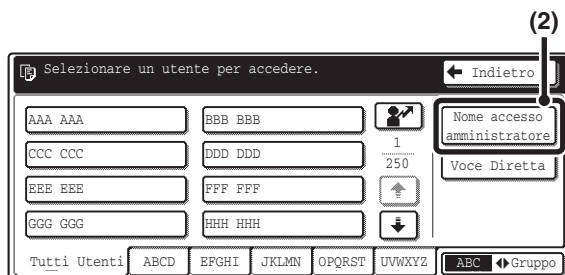 (2)
Selezionare un utente per accedere.
Indietro
AAA AAA
BBB BBB
Nome accesso
amministratore
CCC CCC
DDD DDD
1
250
Voce Diretta
EEE EEE
FFF FFF
GGG GGG
HHH HHH
Tutti Utenti
ABCD
EFGHI
JKLMN
OPQRST
UVWXYZ
ABC
Gruppo